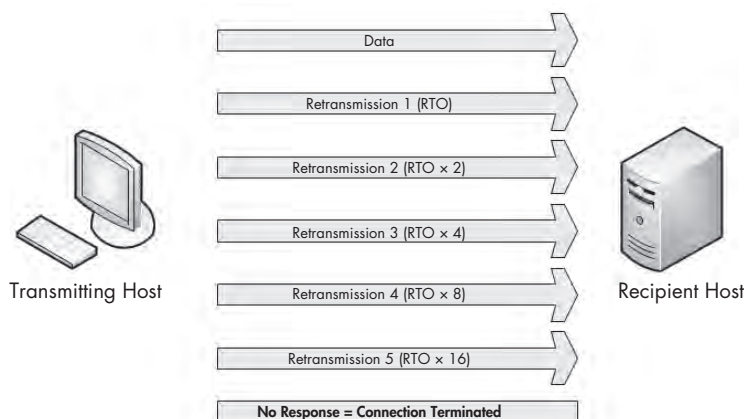 Data
Retransmission 1 (RTO)
Retransmission 2 (RTO × 2)
Retransmission 3 (RTO × 4)
Retransmission 4 (RTO × 8)
Retransmission 5 (RTO × 16)
No Response = Connection Terminated
Transmitting Host
Recipient Host